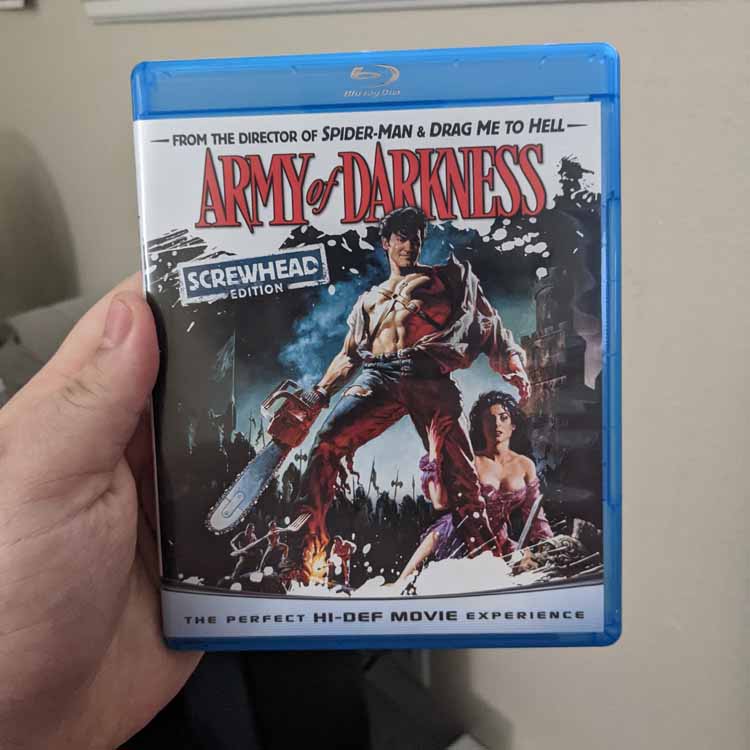 Blu-ray Disc
FROM THE DIRECTOR OF SPIDER-MAN & DRAG ME TO HELL
ARMY of DARKNESS
SCREWHEAD
EDITION
THE PERFECT HI-DEF MOVIE EXPERIENCE